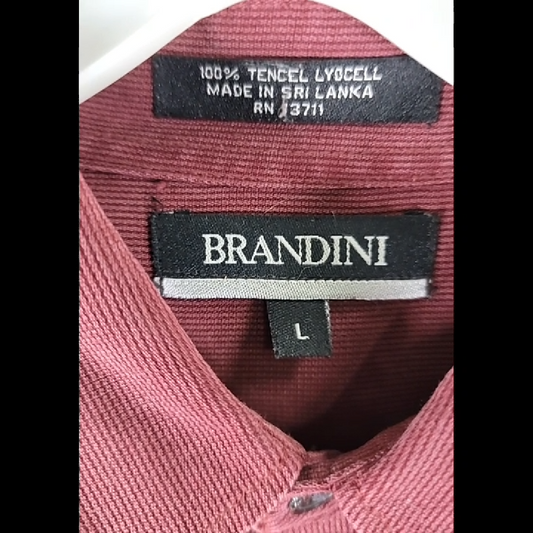 100% TENCEL LYOCELL
MADE IN SRI LANKA
RN 13711
BRANDINI
L